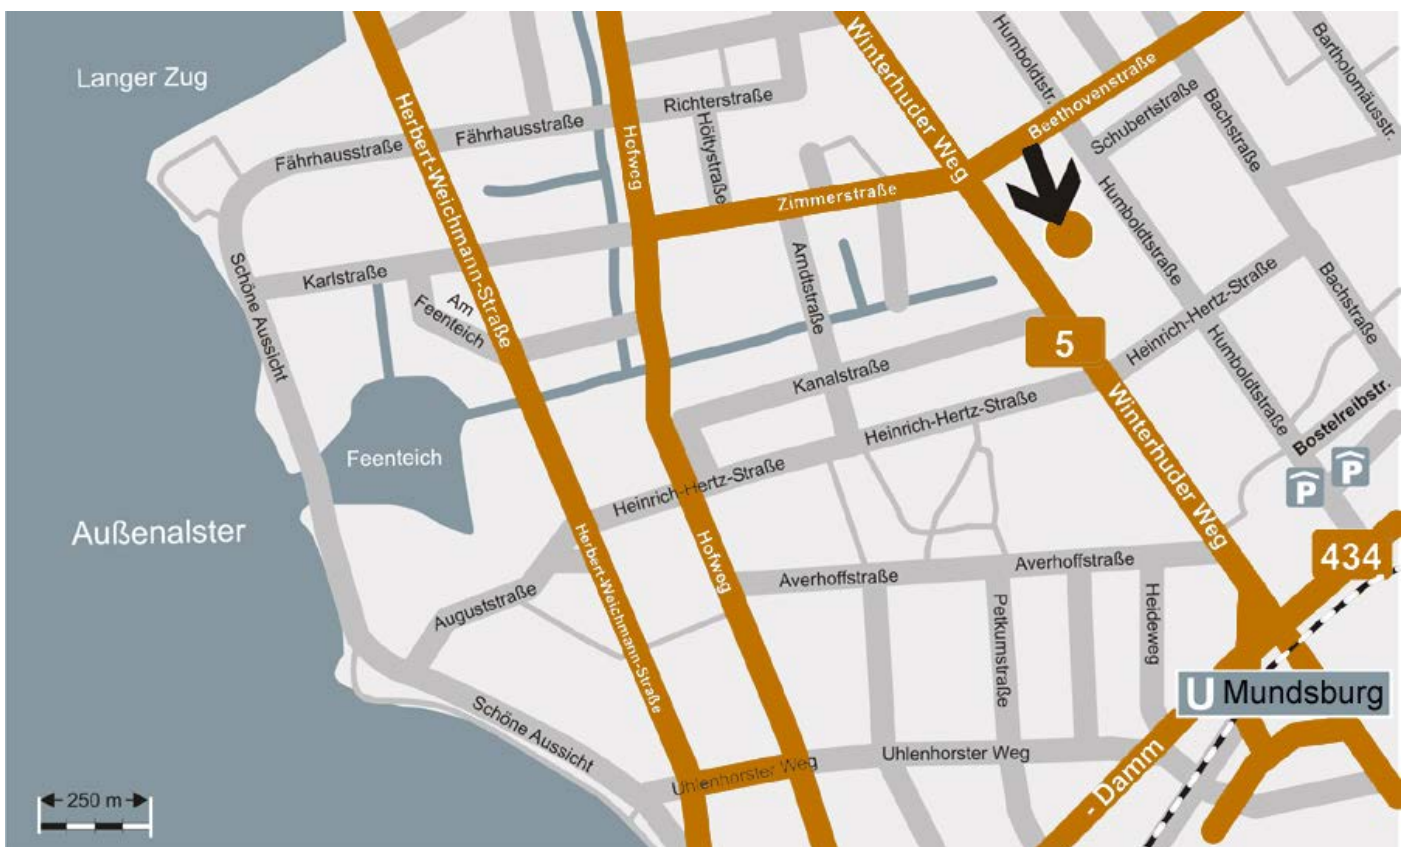 Langer Zug
Herbert-Weichmann-Straße
Fährhausstraße
Fährhausstraße
Hofweg
Richterstraße
Höltystraße
Winterhuder Weg
Humboldtstr.
Beethovenstraße
Schubertstraße
Bachstraße
Bartholomäusstr.
Zimmerstraße
Humboldtstraße
Schöne Aussicht
Karlstraße
Am
Feenteich
Arndtstraße
Bachstraße
Heinrich-Hertz-Straße
5
Kanalstraße
Humboldtstraße
Winterhuder Weg
Heinrich-Hertz-Straße
Bostelreibstr.
Feenteich
Heinrich-Hertz-Straße
P
P
Außenalster
Herbert-Weichmann-Straße
Hofweg
434
Averhoffstraße
Averhoffstraße
Auguststraße
Petkumstraße
Heideweg
U Mundsburg
Schöne Aussicht
Uhlenhorster Weg
Uhlenhorster Weg
- Damm
250 m